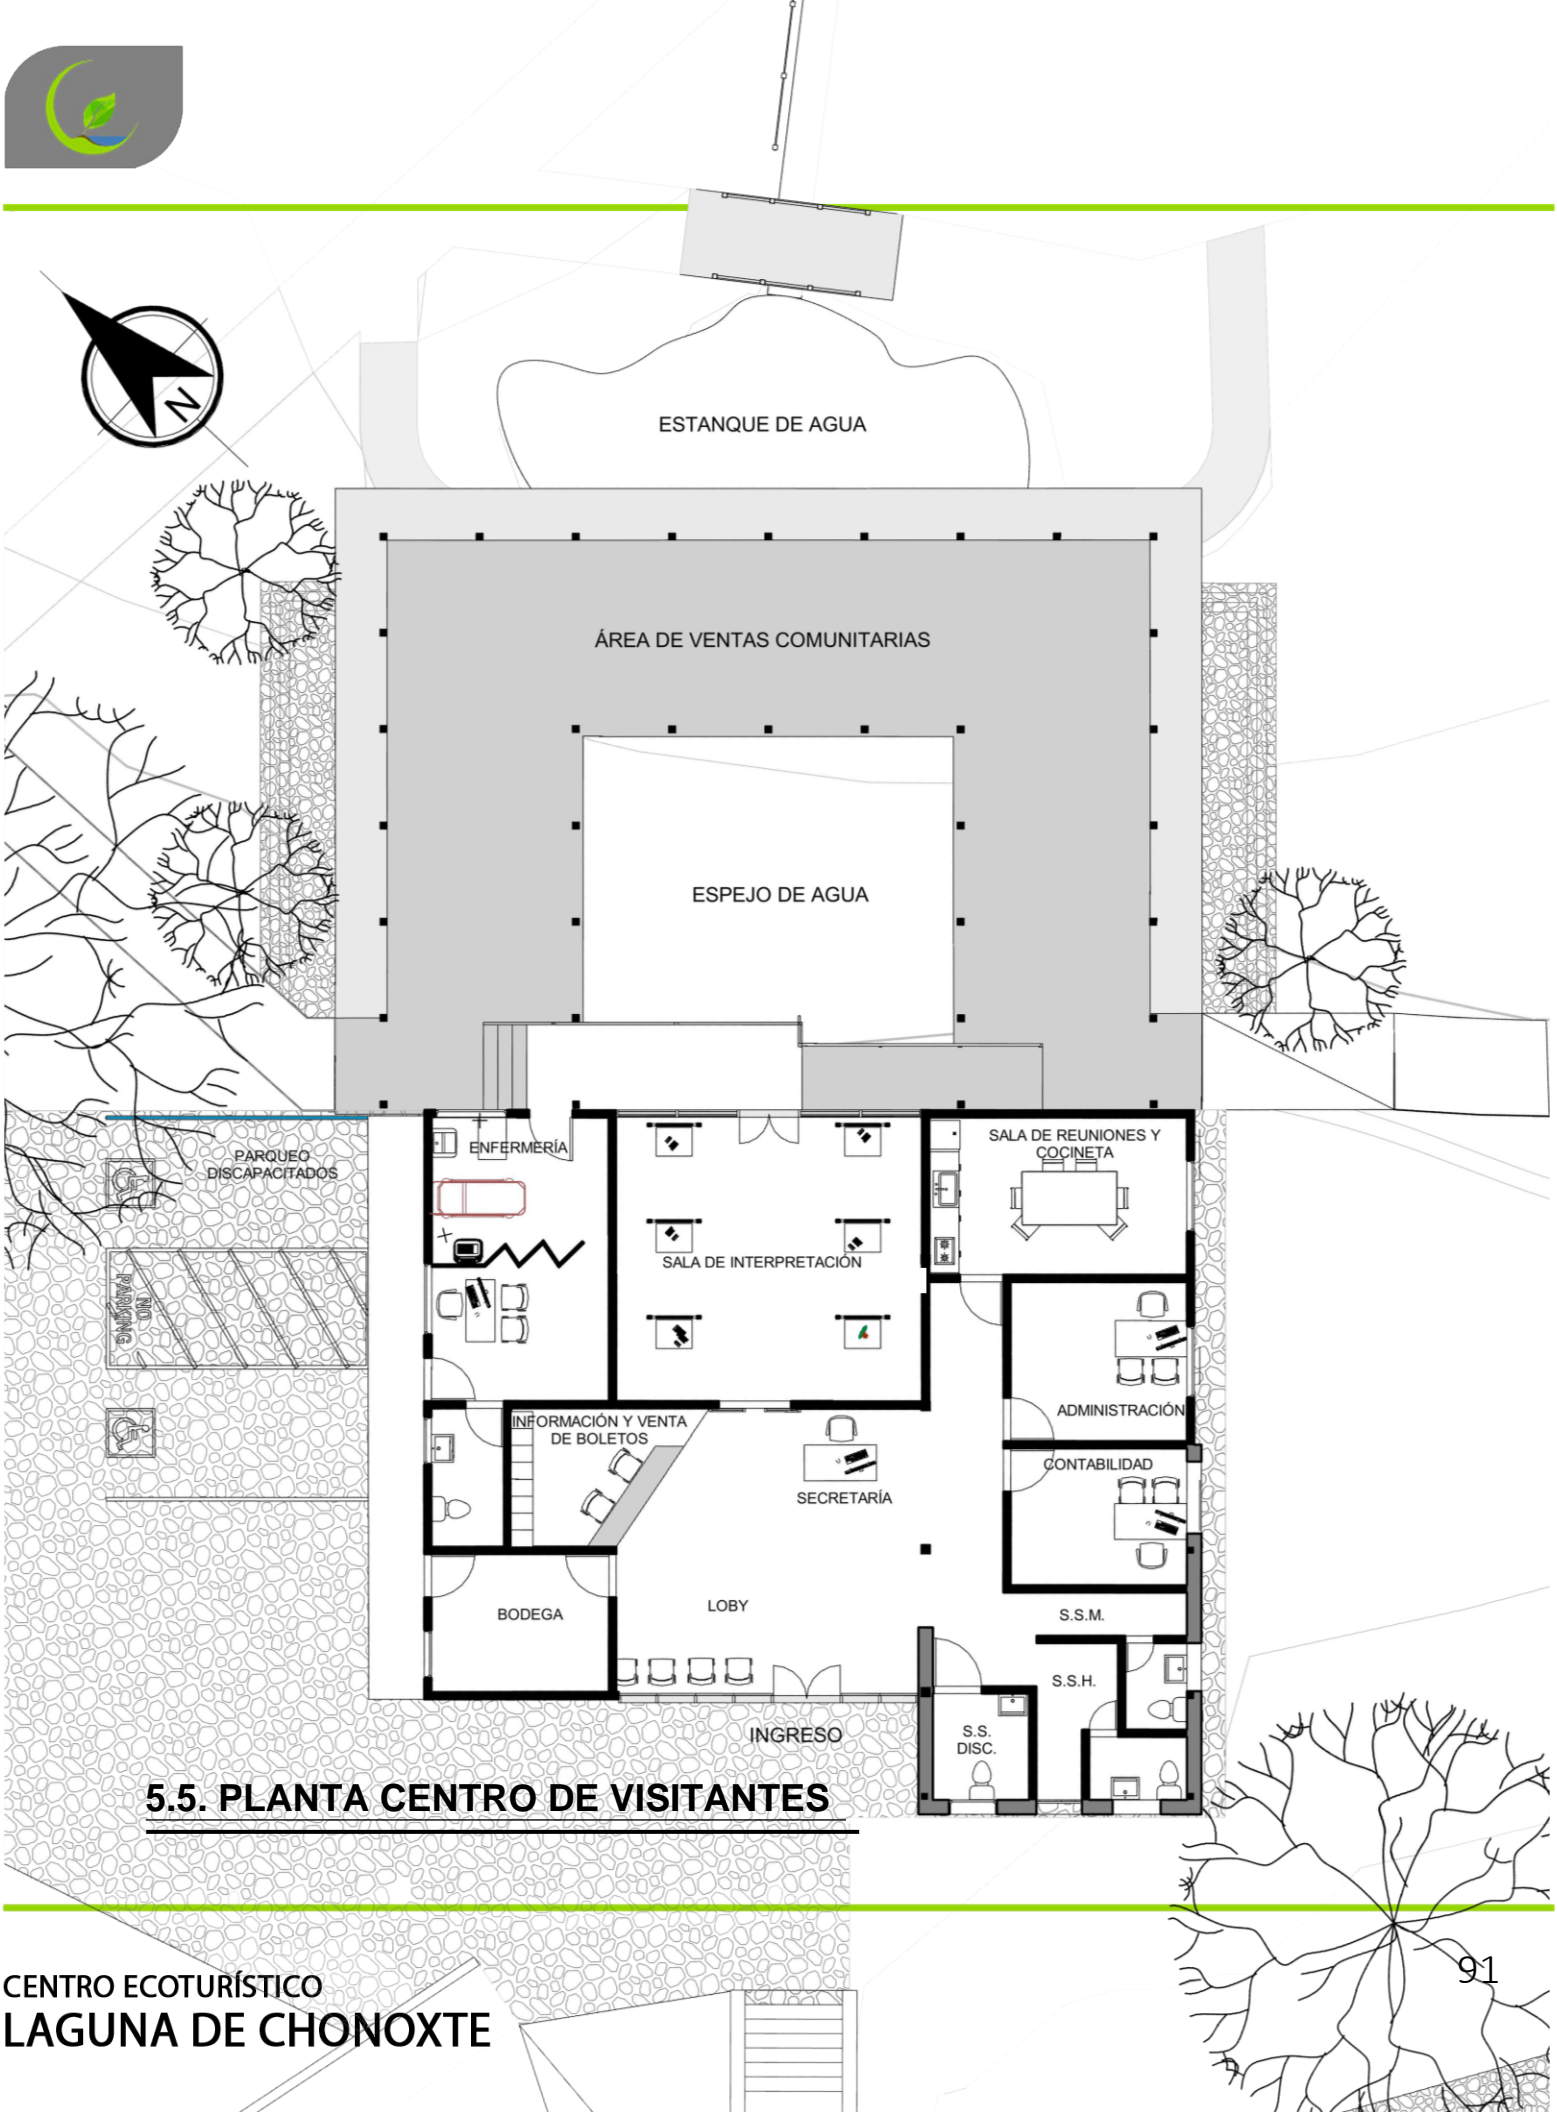 N
ESTANQUE DE AGUA
ÁREA DE VENTAS COMUNITARIAS
ESPEJO DE AGUA
PARQUEO
DISCAPACITADOS
ENFERMERÍA
SALA DE REUNIONES Y
COCINETA
SALA DE INTERPRETACIÓN
NO
PARKING
ADMINISTRACIÓN
INFORMACIÓN Y VENTA
DE BOLETOS
CONTABILIDAD
SECRETARÍA
BODEGA
LOBY
S.S.M.
S.S.H.
S.S.
DISC.
INGRESO
5.5. PLANTA CENTRO DE VISITANTES
91
CENTRO ECOTURÍSTICO
LAGUNA DE CHONOXTE